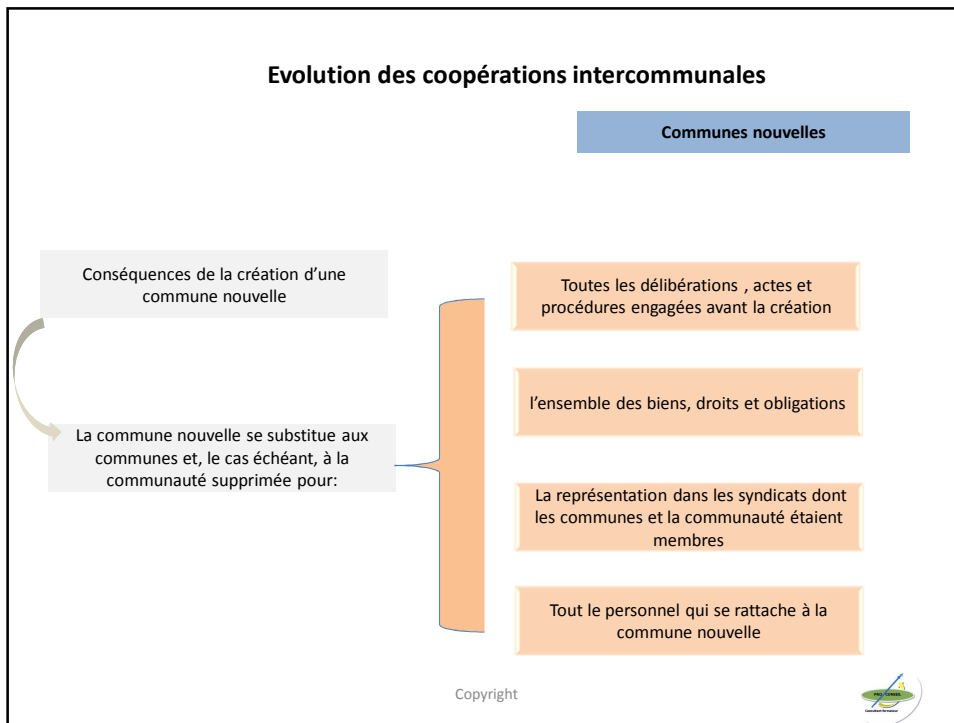 Evolution des coopérations intercommunales
Communes nouvelles
Conséquences de la création d’une
commune nouvelle
La commune nouvelle se substitue aux
communes et, le cas échéant, à la
communauté supprimée pour:
Toutes les délibérations , actes et
procédures engagées avant la création
l’ensemble des biens, droits et obligations
La représentation dans les syndicats dont
les communes et la communauté étaient
membres
Tout le personnel qui se rattache à la
commune nouvelle
Copyright
Consultant formateur